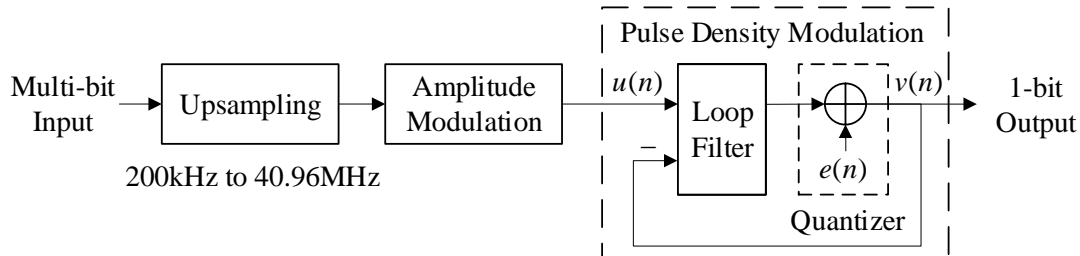 Pulse Density Modulation
Multi-bit
Input
Upsampling
Amplitude
Modulation
u(n)
−
Loop
Filter
v(n)
e(n)
Quantizer
1-bit
Output
200kHz to 40.96MHz